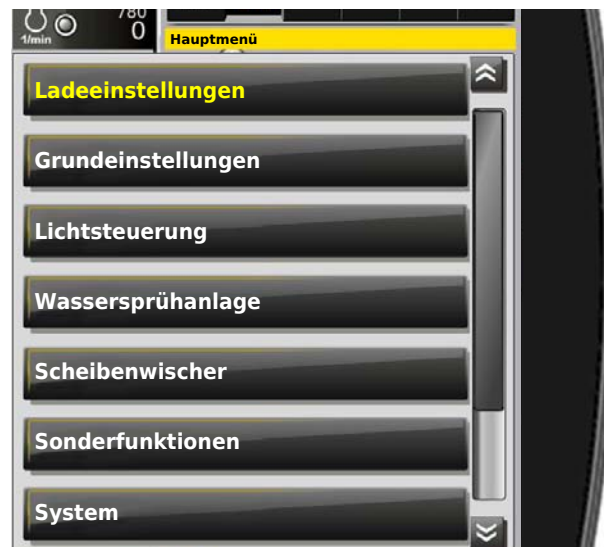 780
1/min
0
Hauptmenü
Ladeeinstellungen
Grundeinstellungen
Lichtsteuerung
Wassersprühanlage
Scheibenwischer
Sonderfunktionen
System